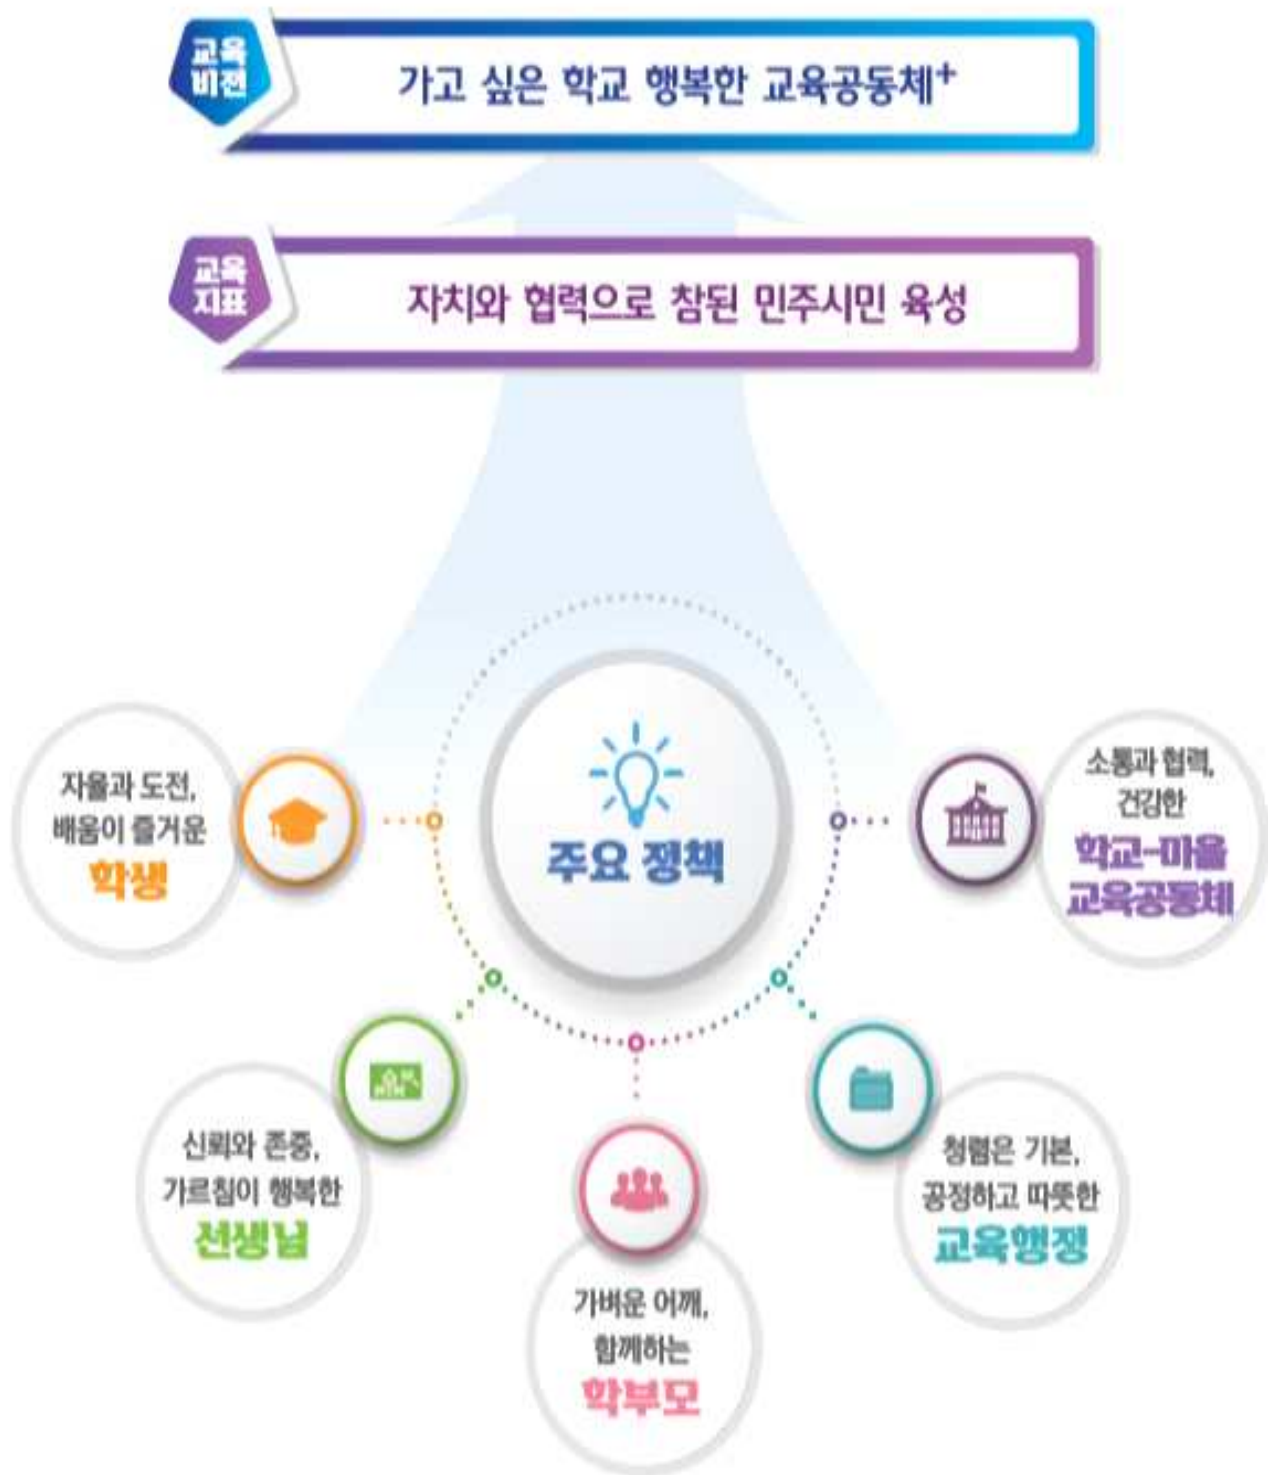 교육
비전
가고 싶은 학교 행복한 교육공동체+
교육
지표
자치와 협력으로 참된 민주시민 육성
주요 정책
자율과 도전,
배움이 즐거운
학생
신뢰와 존중,
가르침이 행복한
선생님
가벼운 어깨,
함께하는
학부모
청렴은 기본,
공정하고 따뜻한
교육행정
소통과 협력,
건강한
학교-마을
교육공동체